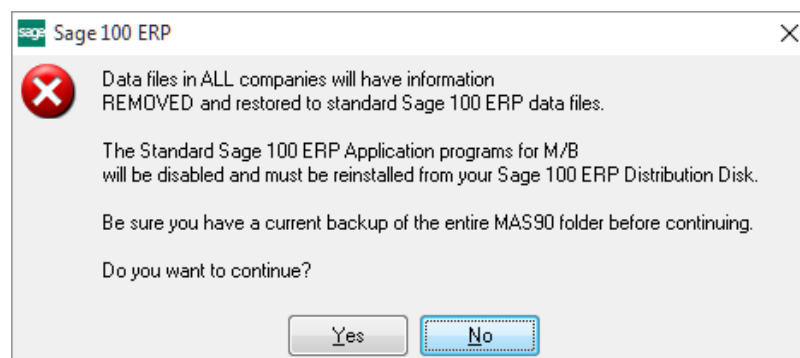 sage Sage 100 ERP
Data files in ALL companies will have information
REMOVED and restored to standard Sage 100 ERP data files.
The Standard Sage 100 ERP Application programs for M/B
will be disabled and must be reinstalled from your Sage 100 ERP Distribution Disk.
Be sure you have a current backup of the entire MAS90 folder before continuing.
Do you want to continue?
Yes No